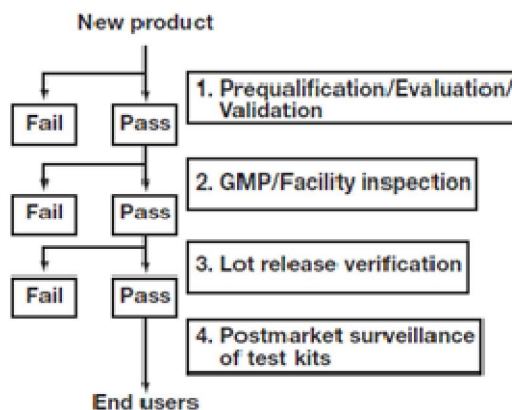 New product
1. Prequalification/Evaluation/
Validation
Fail
Pass
2. GMP/Facility inspection
Fail
Pass
3. Lot release verification
Fail
Pass
4. Postmarket surveillance
of test kits
End users